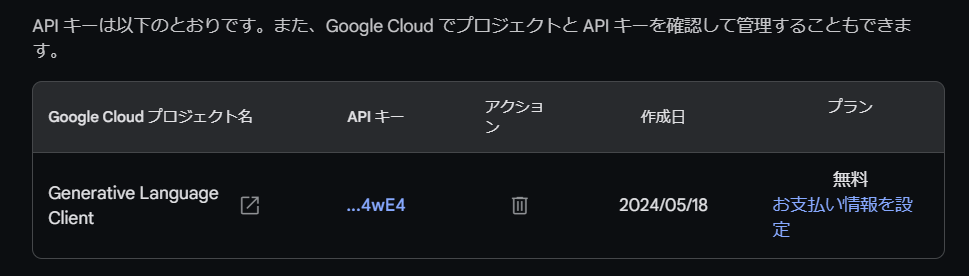 API キーは以下のとおりです。また、Google Cloud でプロジェクトと API キーを確認して管理することもできま
す。
Google Cloud プロジェクト名
API キー
アクショ
ン
作成日
プラン
Generative Language
Client
...4wE4
2024/05/18
無料
お支払い情報を設
定